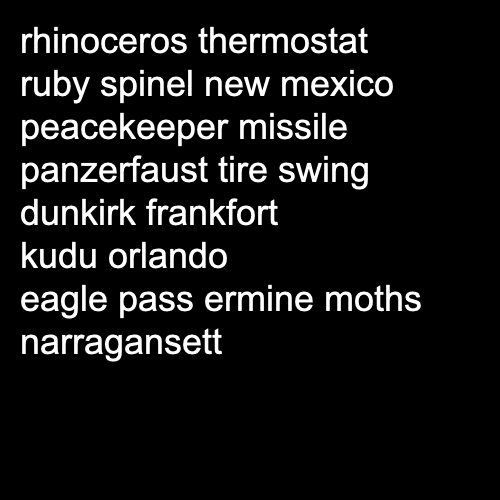 rhinoceros thermostat
ruby spinel new mexico
peacekeeper missile
panzerfaust tire swing
dunkirk frankfort
kudu orlando
eagle pass ermine moths
narragansett